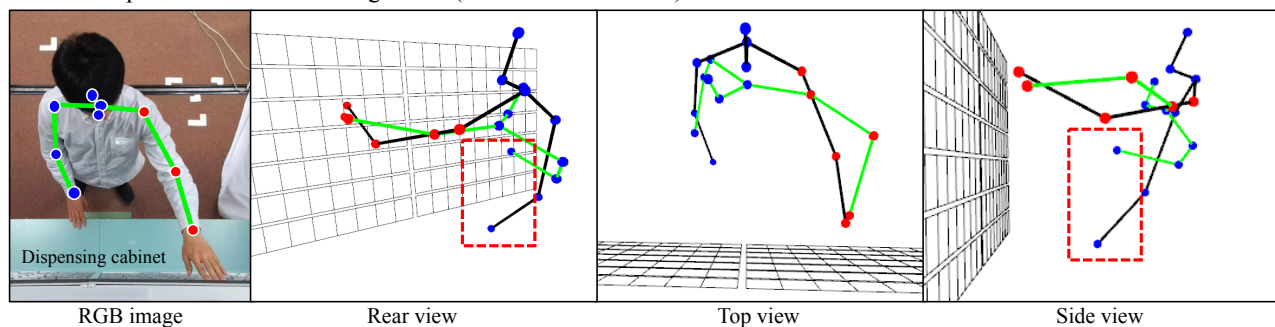 Dispensing cabinet
RGB image
Rear view
Top view
Side view